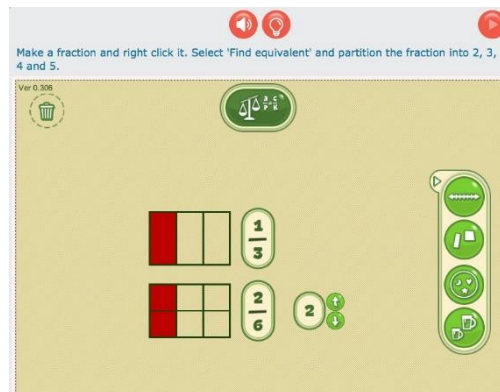 Make a fraction and right click it. Select 'Find equivalent' and partition the fraction into 2, 3,
4 and 5.
Ver 0.306
1
3
2
6
2